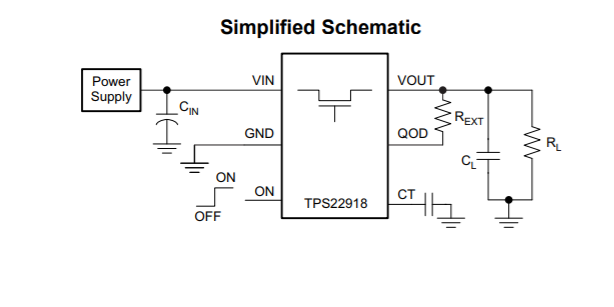 Simplified Schematic
Power
Supply
VIN
VOUT
CIN
REXT
GND
QOD
RL
CL
ON
ON
CT
OFF
TPS22918